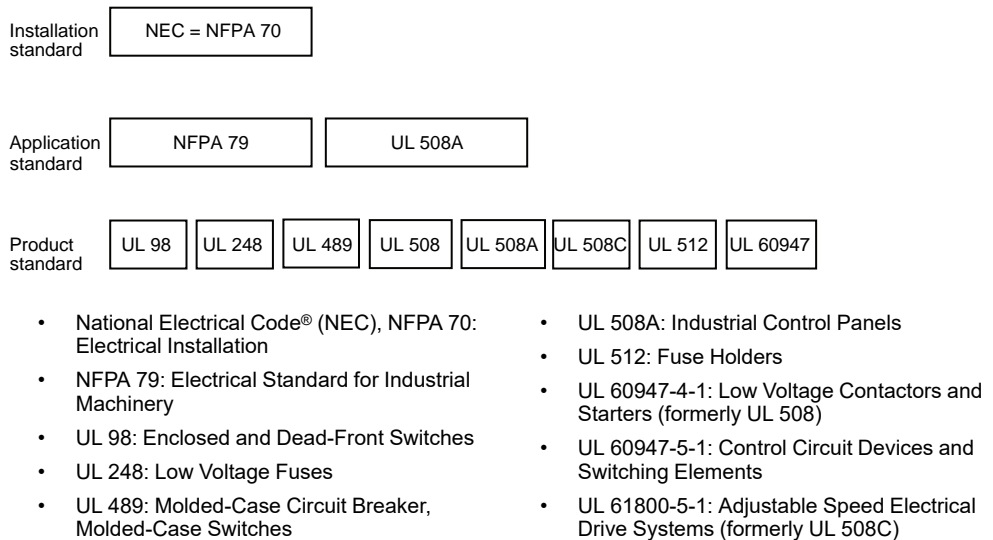 Installation
standard
NEC = NFPA 70
Application
standard
NFPA 79
UL 508A
Product
standard
UL 98
UL 248
UL 489
UL 508
UL 508A
UL 508C
UL 512
UL 60947
• National Electrical Code® (NEC), NFPA 70:
Electrical Installation
• NFPA 79: Electrical Standard for Industrial
Machinery
• UL 98: Enclosed and Dead-Front Switches
• UL 248: Low Voltage Fuses
• UL 489: Molded-Case Circuit Breaker,
Molded-Case Switches
• UL 508A: Industrial Control Panels
• UL 512: Fuse Holders
• UL 60947-4-1: Low Voltage Contactors and
Starters (formerly UL 508)
• UL 60947-5-1: Control Circuit Devices and
Switching Elements
• UL 61800-5-1: Adjustable Speed Electrical
Drive Systems (formerly UL 508C)